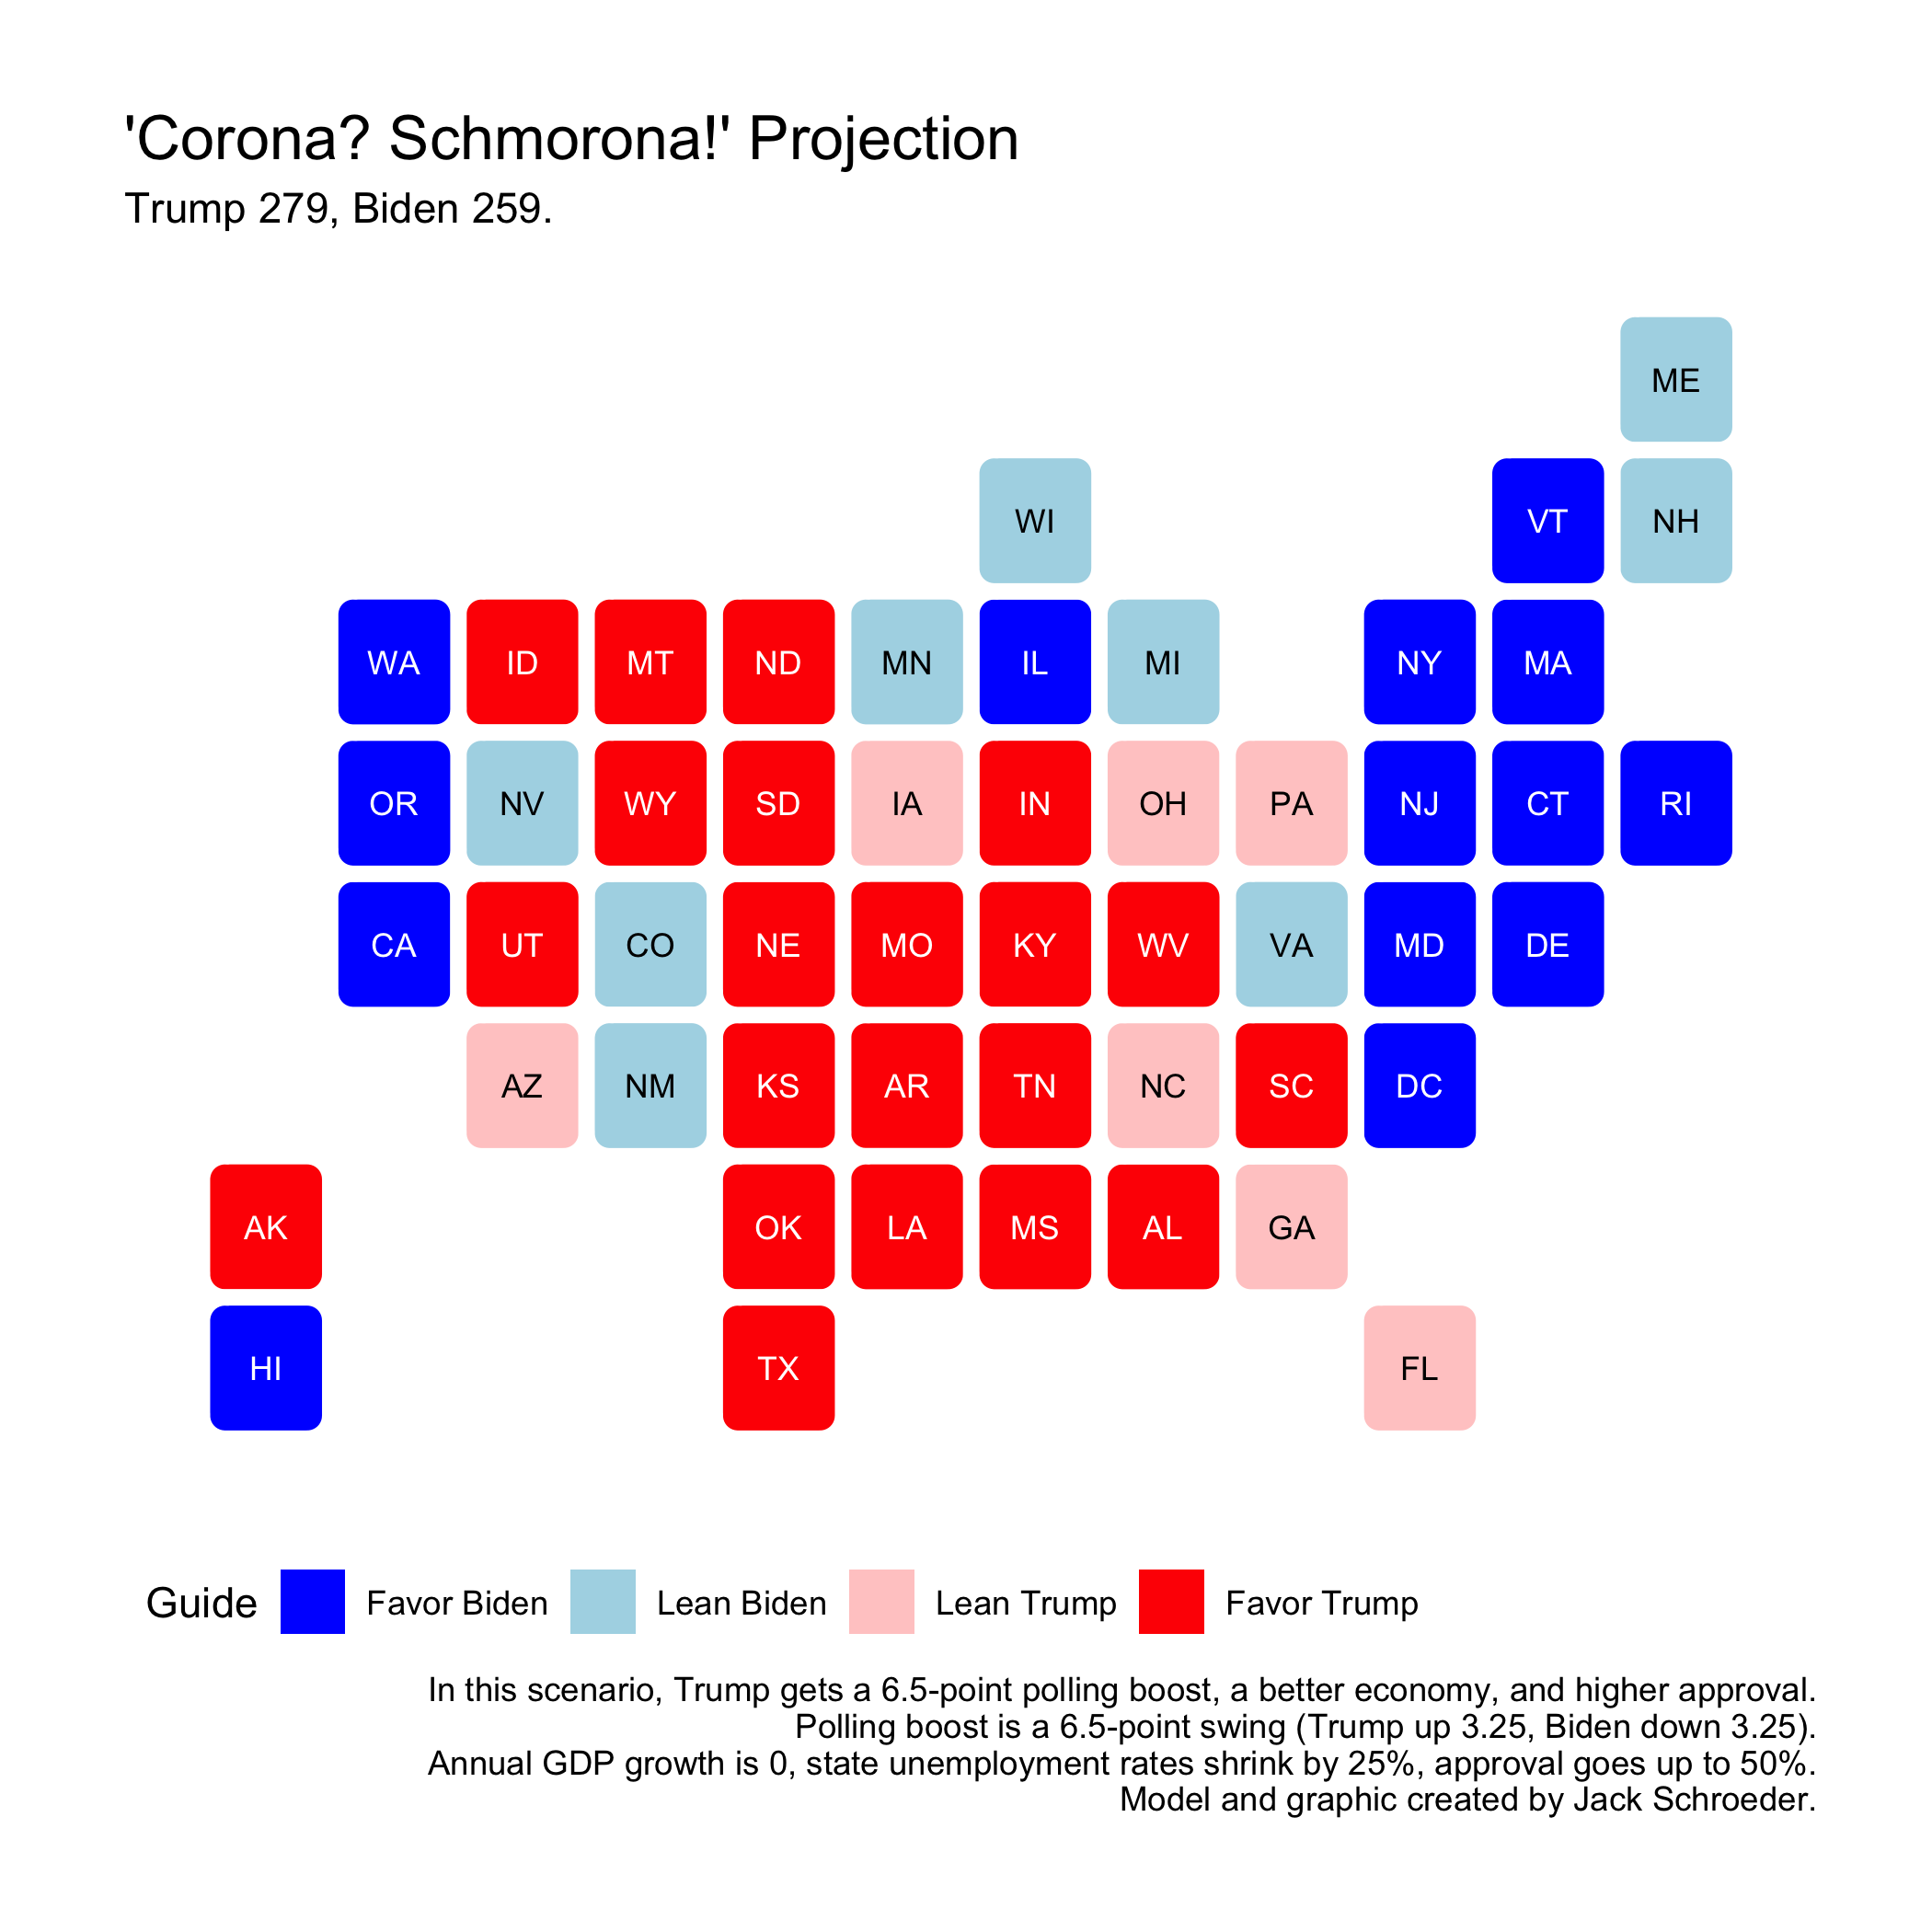 'Corona? Schmorona!' Projection
Trump 279, Biden 259.
ME
WI VT NH
WA ID MT ND MN IL MI NY MA
OR NV WY SD IA IN OH PA NJ CT RI
CA UT CO NE MO KY WV VA MD DE
AZ NM KS AR TN NC SC DC
AK OK LA MS AL GA
HI TX FL
Guide Favor Biden Lean Biden Lean Trump Favor Trump
In this scenario, Trump gets a 6.5-point polling boost, a better economy, and higher approval.
Polling boost is a 6.5-point swing (Trump up 3.25, Biden down 3.25).
Annual GDP growth is 0, state unemployment rates shrink by 25%, approval goes up to 50%.
Model and graphic created by Jack Schroeder.